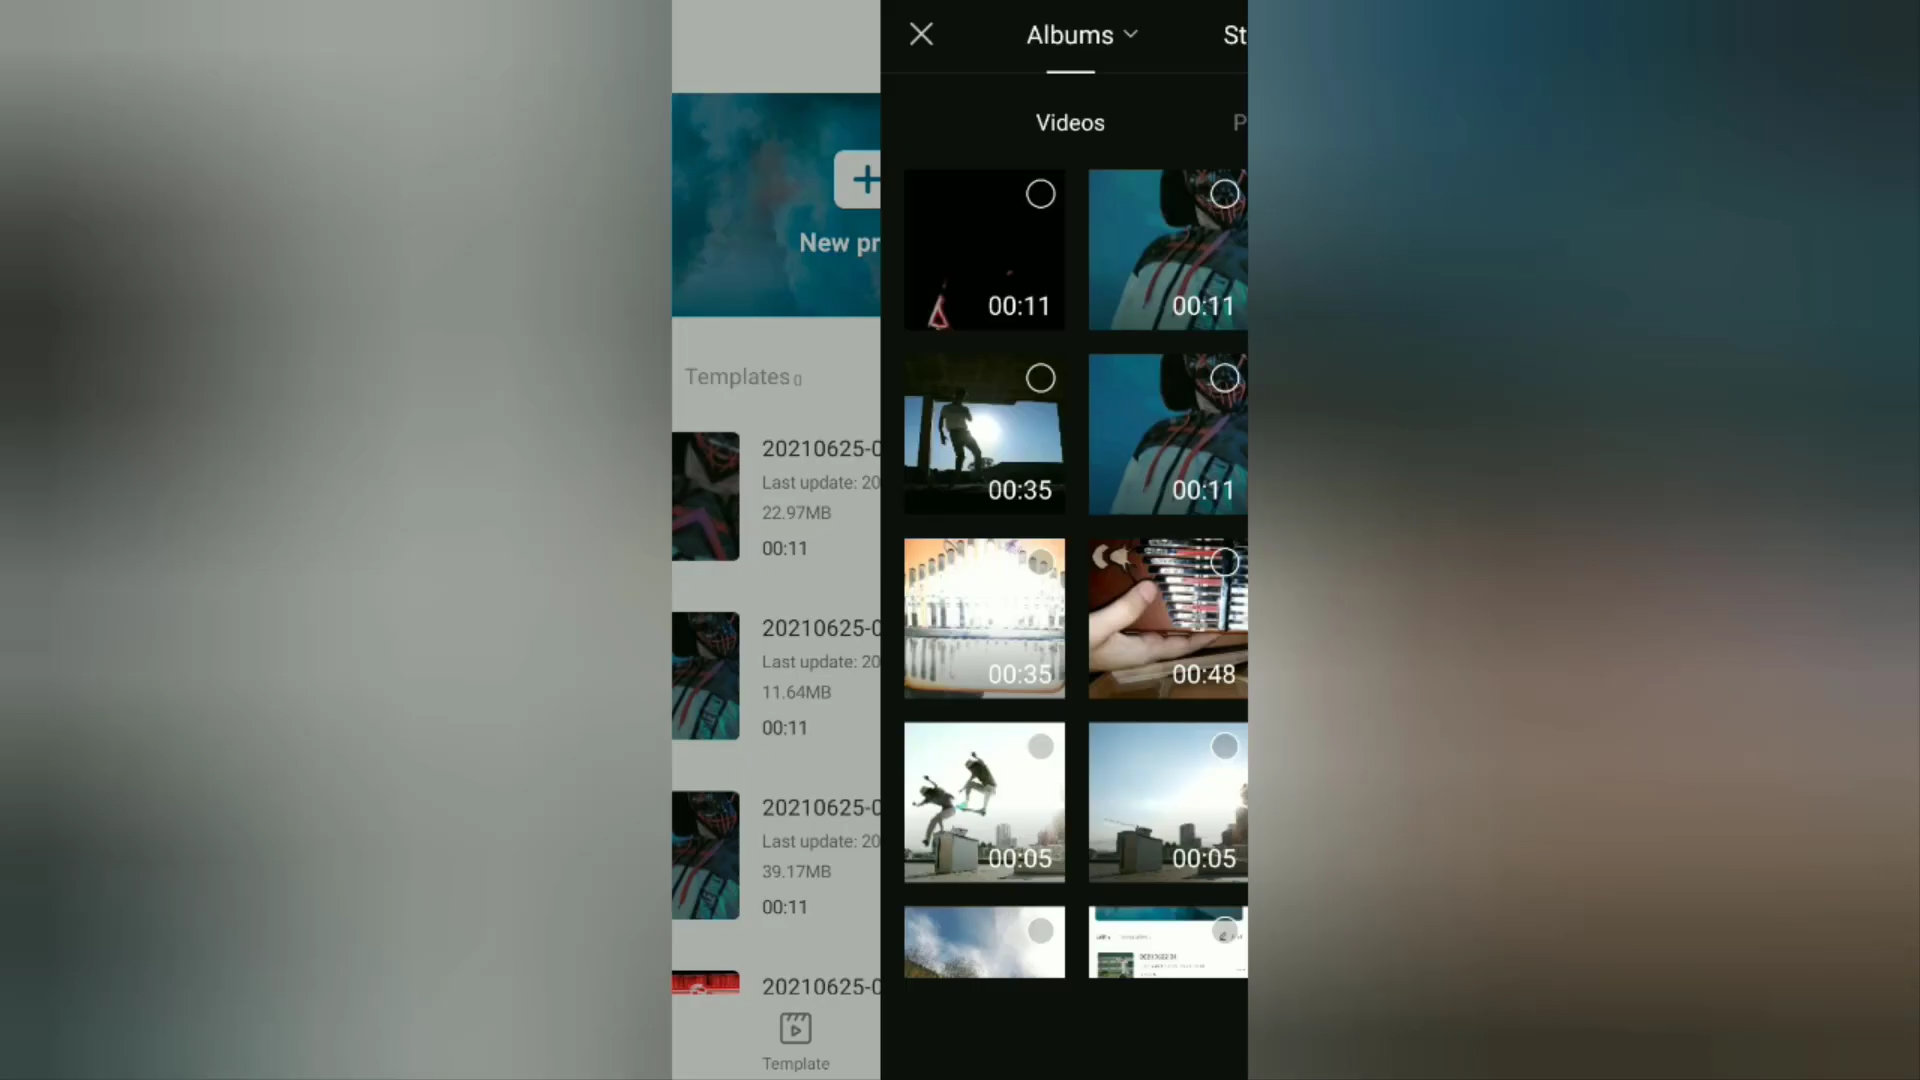 New pr
Templates 0
20210625-0
Last update: 20
22.97MB
00:11
20210625-0
Last update: 20
11.64MB
00:11
20210625-0
Last update: 20
39.17MB
00:11
20210625-0
Template
Albums
St
Videos
P
00:11
00:11
00:35
00:11
00:35
00:48
00:05
00:05